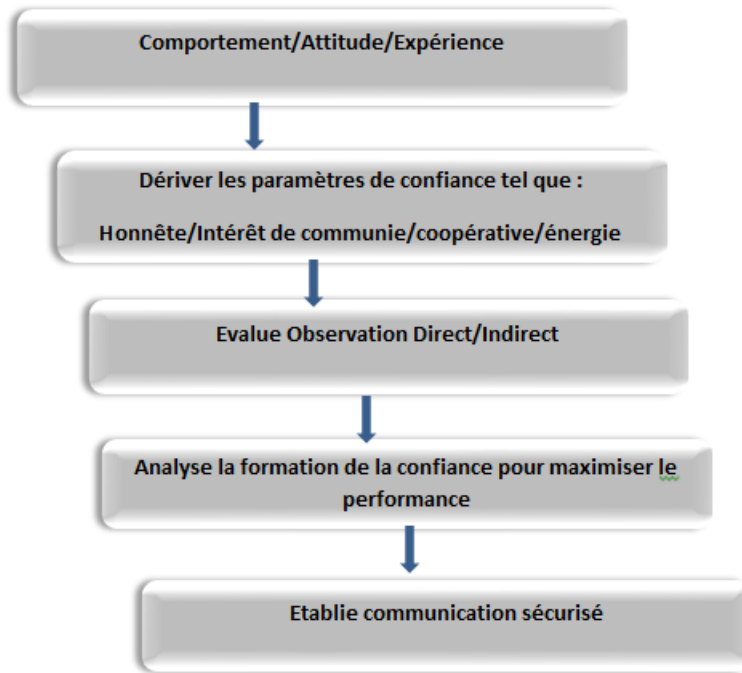 Comportement/Attitude/Expérience
Dériver les paramètres de confiance tel que :
Honnête/Intérêt de communie/coopérative/énergie
Evalue Observation Direct/Indirect
Analyse la formation de la confiance pour maximiser le
performance
Etablie communication sécurisé